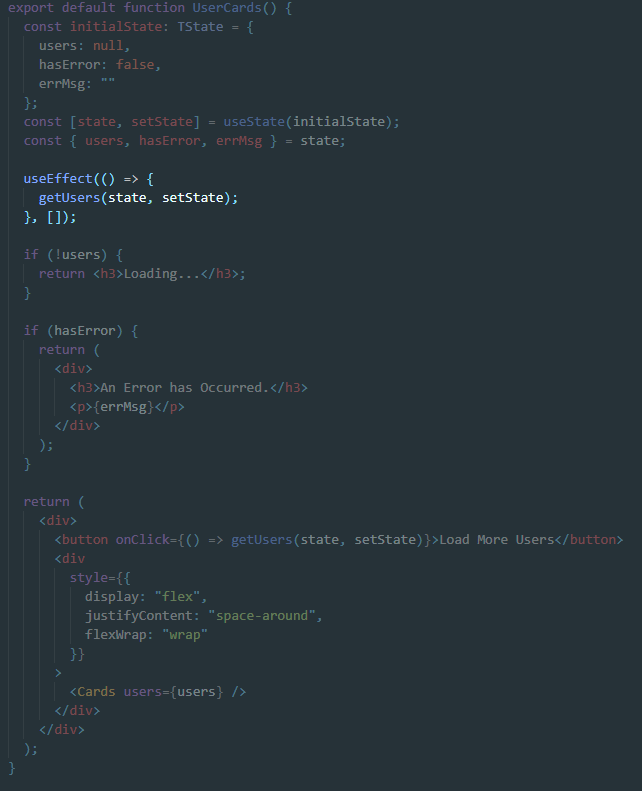 export default function UserCards() {
  const initialState: TState = {
    users: null,
    hasError: false,
    errMsg: ""
  };
  const [state, setState] = useState(initialState);
  const { users, hasError, errMsg } = state;

  useEffect(() => {
    getUsers(state, setState);
  }, []);

  if (!users) {
    return <h3>Loading...</h3>;
  }

  if (hasError) {
    return (
      <div>
        <h3>An Error has Occurred.</h3>
        <p>{errMsg}</p>
      </div>
    );
  }

  return (
    <div>
      <button onClick={() => getUsers(state, setState)}>Load More Users</button>
      <div
        style={{
          display: "flex",
          justifyContent: "space-around",
          flexWrap: "wrap"
        }}
      >
        <Cards users={users} />
      </div>
    </div>
  );
}